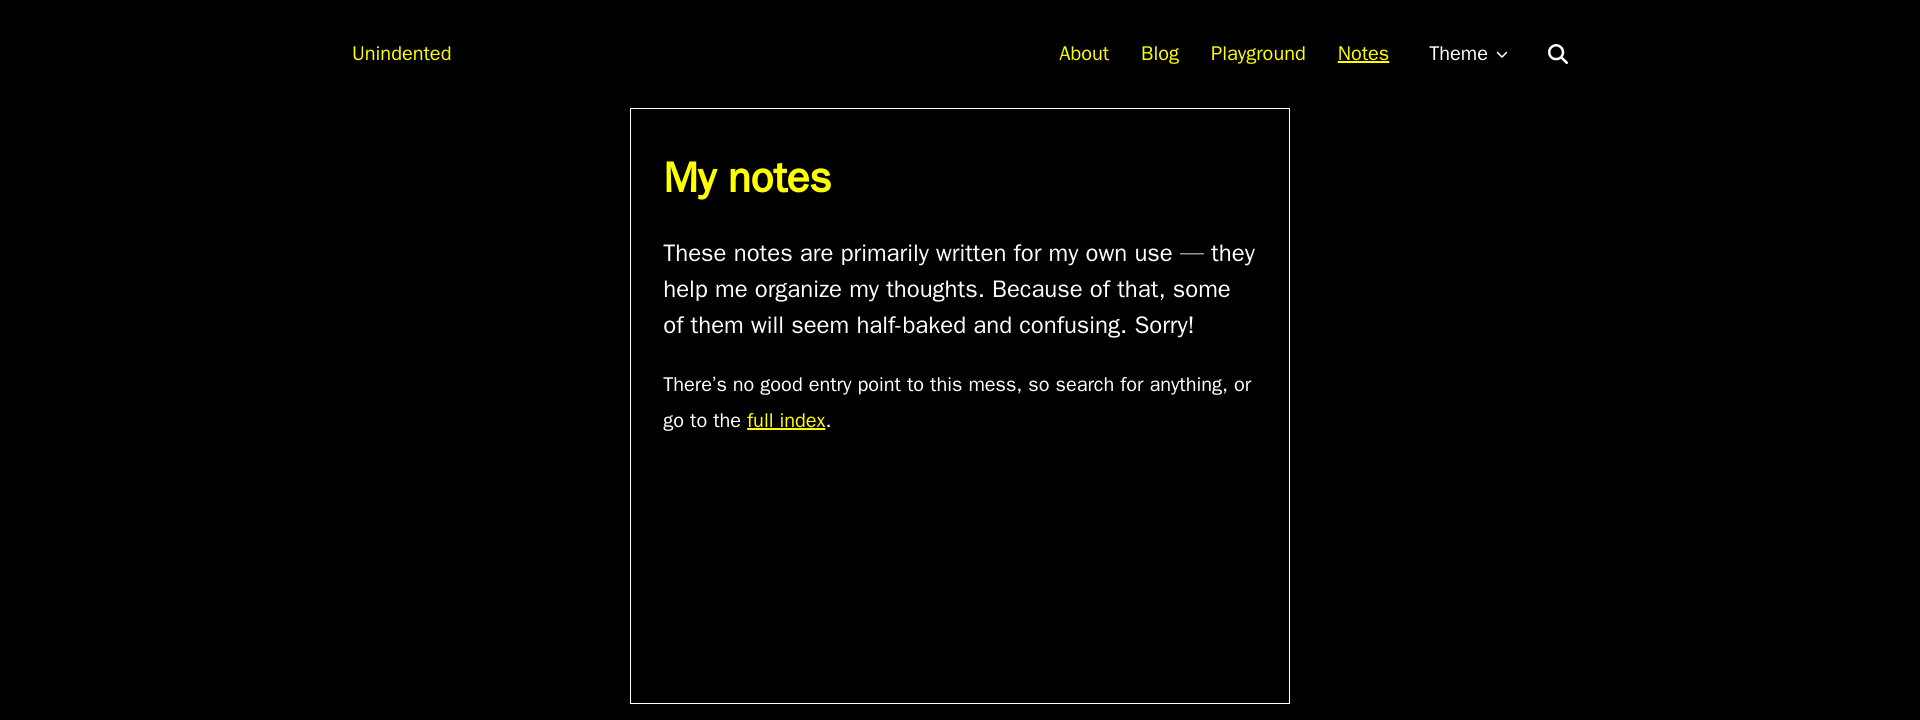 Unindented
About Blog Playground Notes Theme
My notes
These notes are primarily written for my own use — they
help me organize my thoughts. Because of that, some
of them will seem half-baked and confusing. Sorry!
There’s no good entry point to this mess, so search for anything, or
go to the full index.